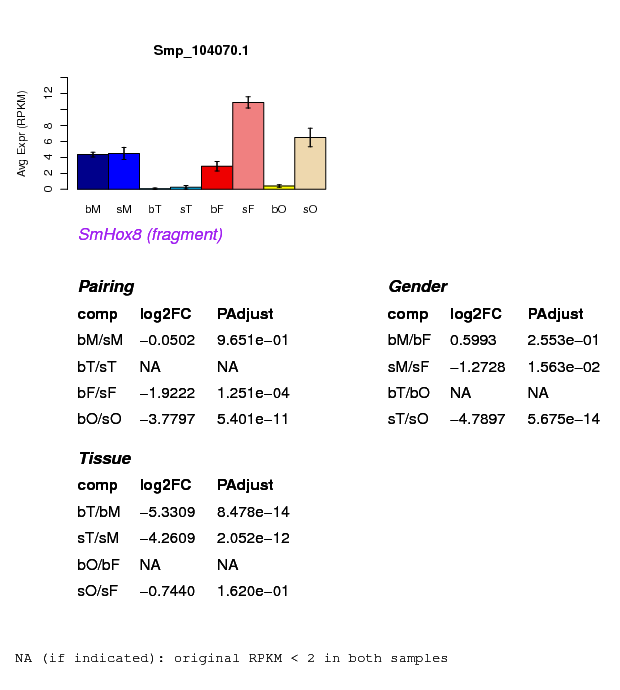 Smp_104070.1
Avg Expr (RPKM)
12
8
6
4
2
0
bM sM bT sT bF sF bO sO
SmHox8 (fragment)
Pairing
comp log2FC PAdjust
bM/sM −0.0502 9.651e−01
bT/sT NA NA
bF/sF −1.9222 1.251e−04
bO/sO −3.7797 5.401e−11
Gender
comp log2FC PAdjust
bM/bF 0.5993 2.553e−01
sM/sF −1.2728 1.563e−02
bT/bO NA NA
sT/sO −4.7897 5.675e−14
Tissue
comp log2FC PAdjust
bT/bM −5.3309 8.478e−14
sT/sM −4.2609 2.052e−12
bO/bF NA NA
sO/sF −0.7440 1.620e−01
NA (if indicated): original RPKM < 2 in both samples